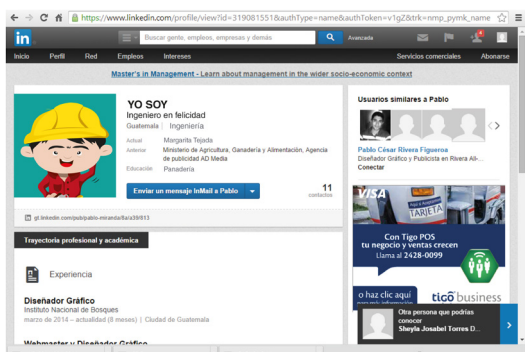 https://www.linkedin.com/profile/view?id=319081551&authType=name&authToken=v1gZ&trk=nmp_pymk_name
in
Buscar gente, empleos, empresas y demás
Avanzada
Inicio Perfil Red Empleos Intereses Servicios comerciales Abonarse
Master's in Management - Learn about management in the wider socio-economic context
YO SOY
Ingeniero en felicidad
Guatemala | Ingeniería
Actual Margarita Tejada
Anterior Ministerio de Agricultura, Ganadería y Alimentación, Agencia
de publicidad AD Media
Educación Panadería
Enviar un mensaje InMail a Pablo
11
contactos
gt.linkedin.com/pub/pablo-miranda/8a/a39/813
Trayectoria profesional y académica
Experiencia
Diseñador Gráfico
Instituto Nacional de Bosques
marzo de 2014 – actualidad (8 meses) | Ciudad de Guatemala
Webmaster y Diseñador Gráfico
Usuarios similares a Pablo
Pablo César Rivera Figueroa
Diseñador Gráfico y Publicista en Rivera All-...
Conectar
VISA
TARJETA
Con Tigo POS
tu negocio y ventas crecen
Llama al 2428-0099
o haz clic aquí
tigo business
Otra persona que podrías
conocer
Sheyla Josabel Torres D...